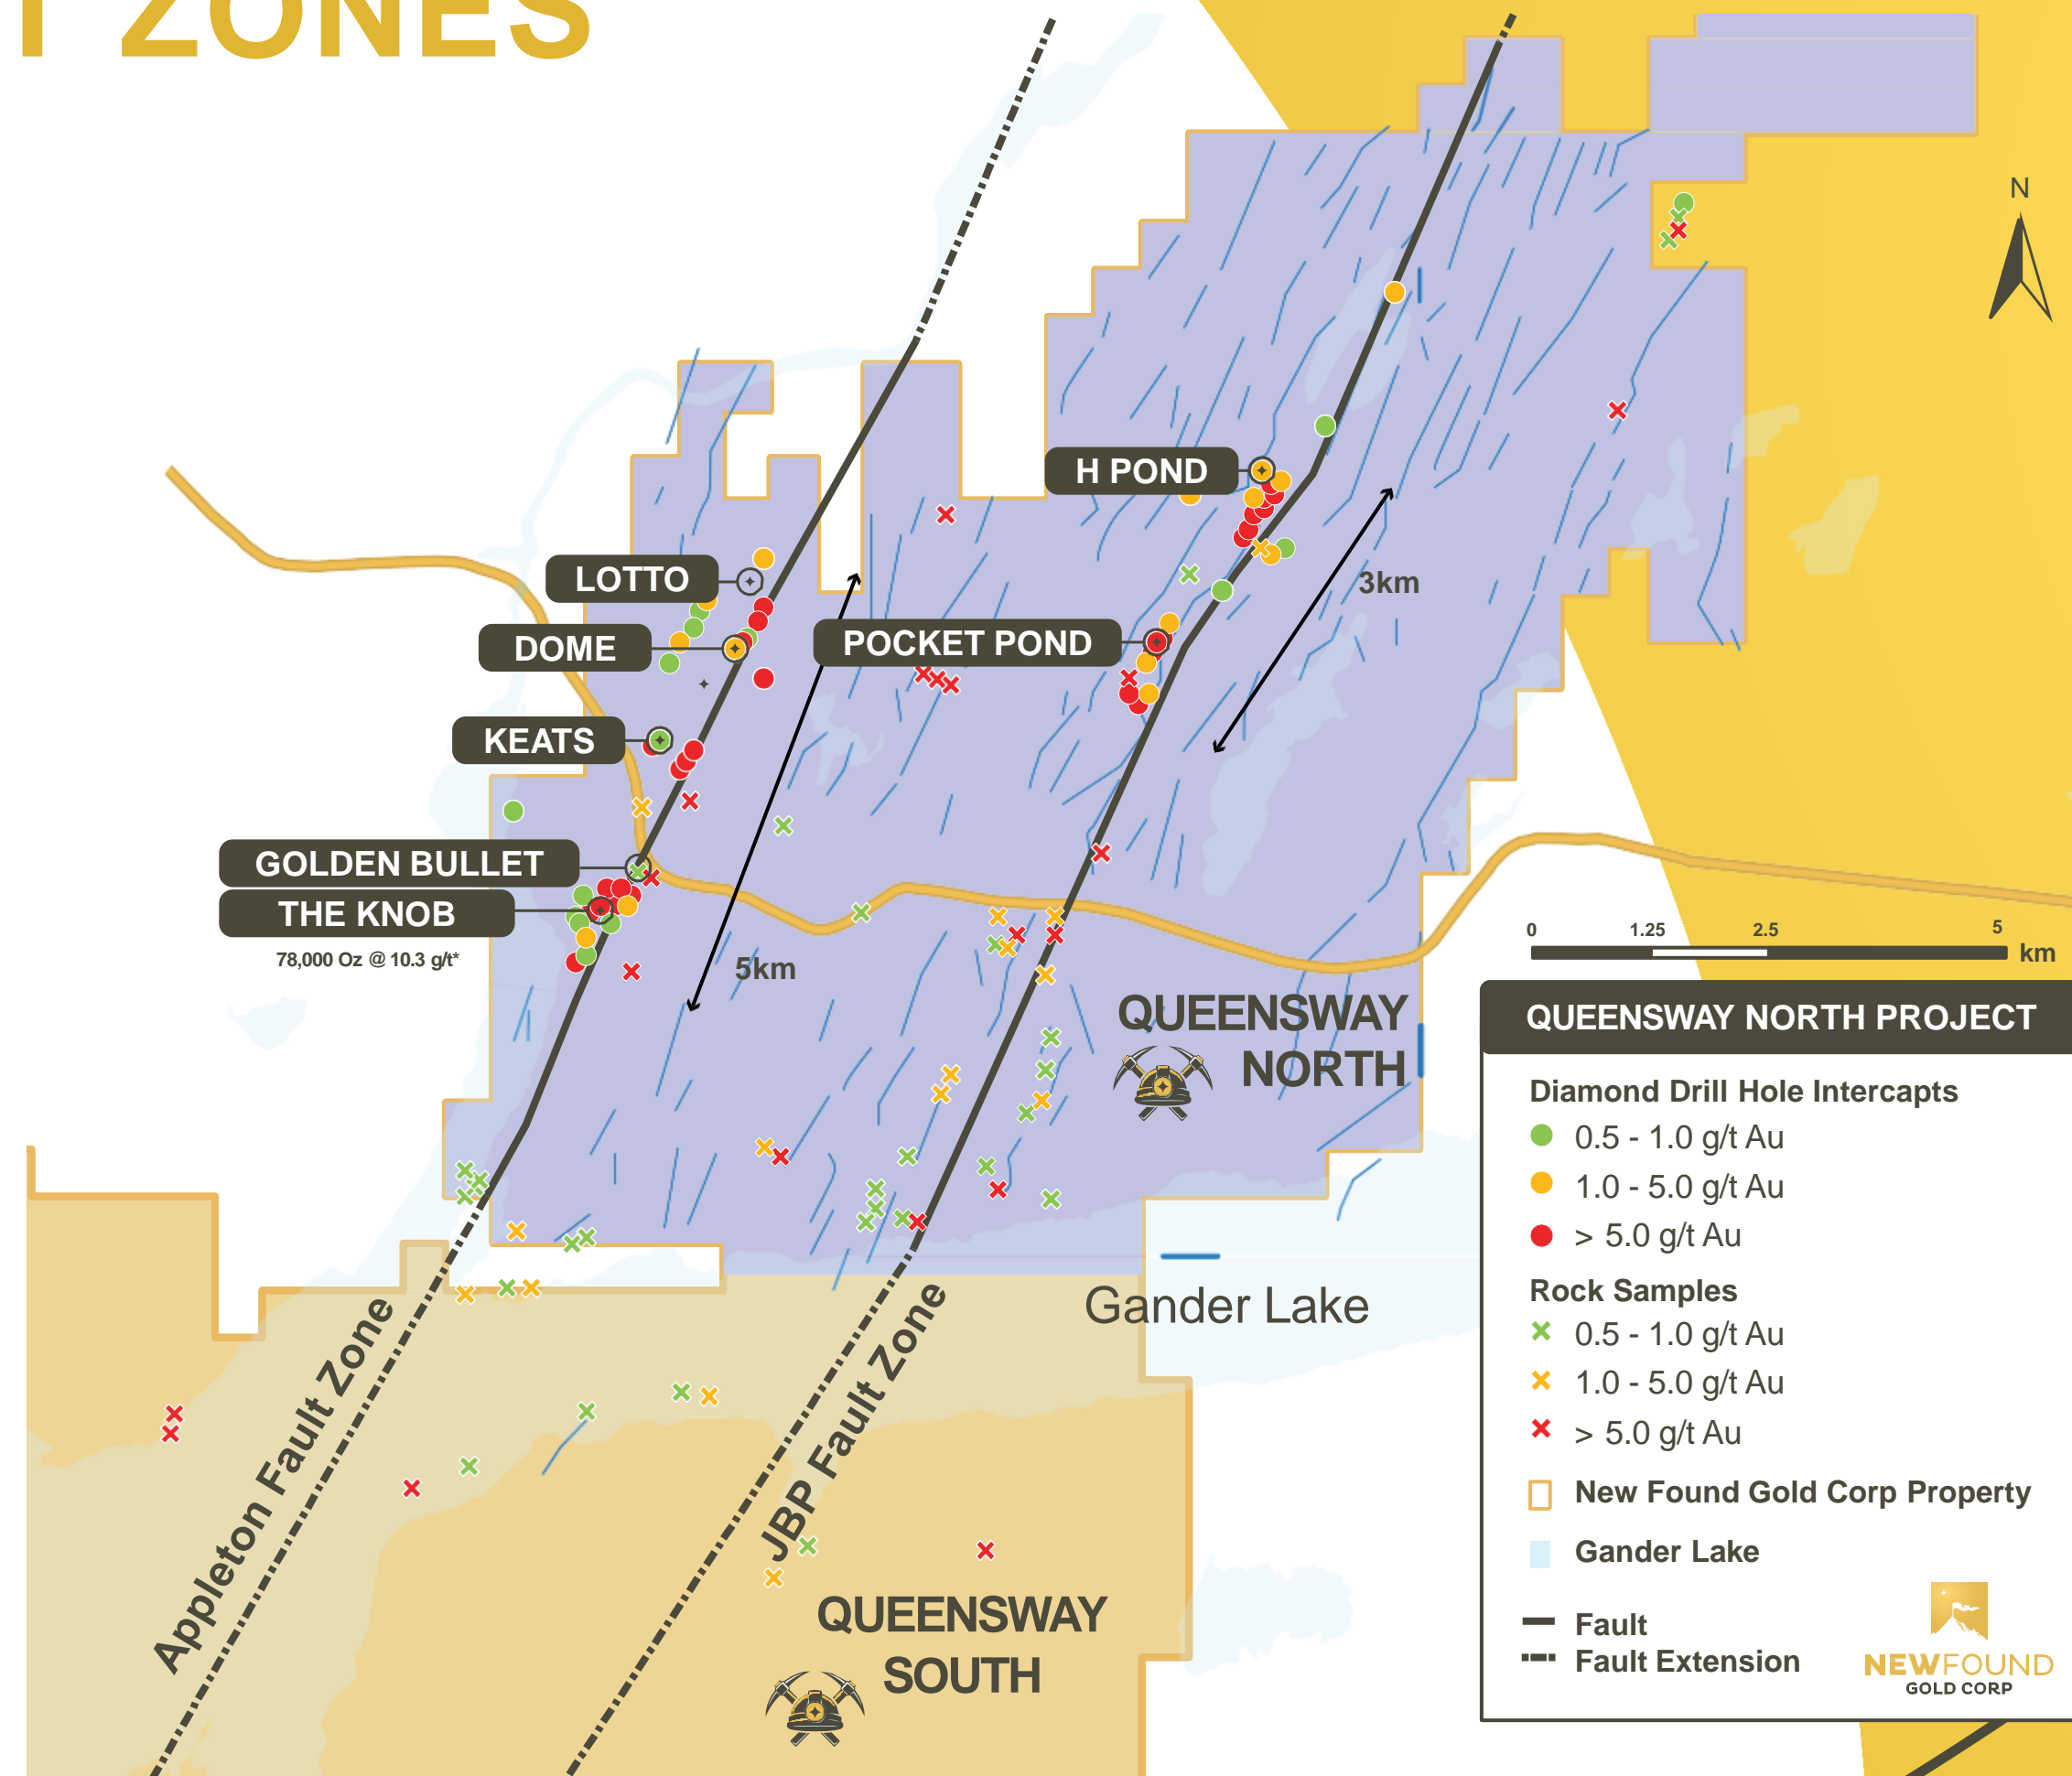 ZONES
N
H POND
LOTTO
3km
DOME
POCKET POND
KEATS
GOLDEN BULLET
THE KNOB
78,000 Oz @ 10.3 g/t*
5km
0 1.25 2.5 5
km
QUEENSWAY
NORTH
Gander Lake
Appleton Fault Zone
JBP Fault Zone
QUEENSWAY
SOUTH
QUEENSWAY NORTH PROJECT
Diamond Drill Hole Intercapts
0.5 - 1.0 g/t Au
1.0 - 5.0 g/t Au
> 5.0 g/t Au
Rock Samples
0.5 - 1.0 g/t Au
1.0 - 5.0 g/t Au
> 5.0 g/t Au
New Found Gold Corp Property
Gander Lake
Fault
Fault Extension
NEWFOUND
GOLD CORP